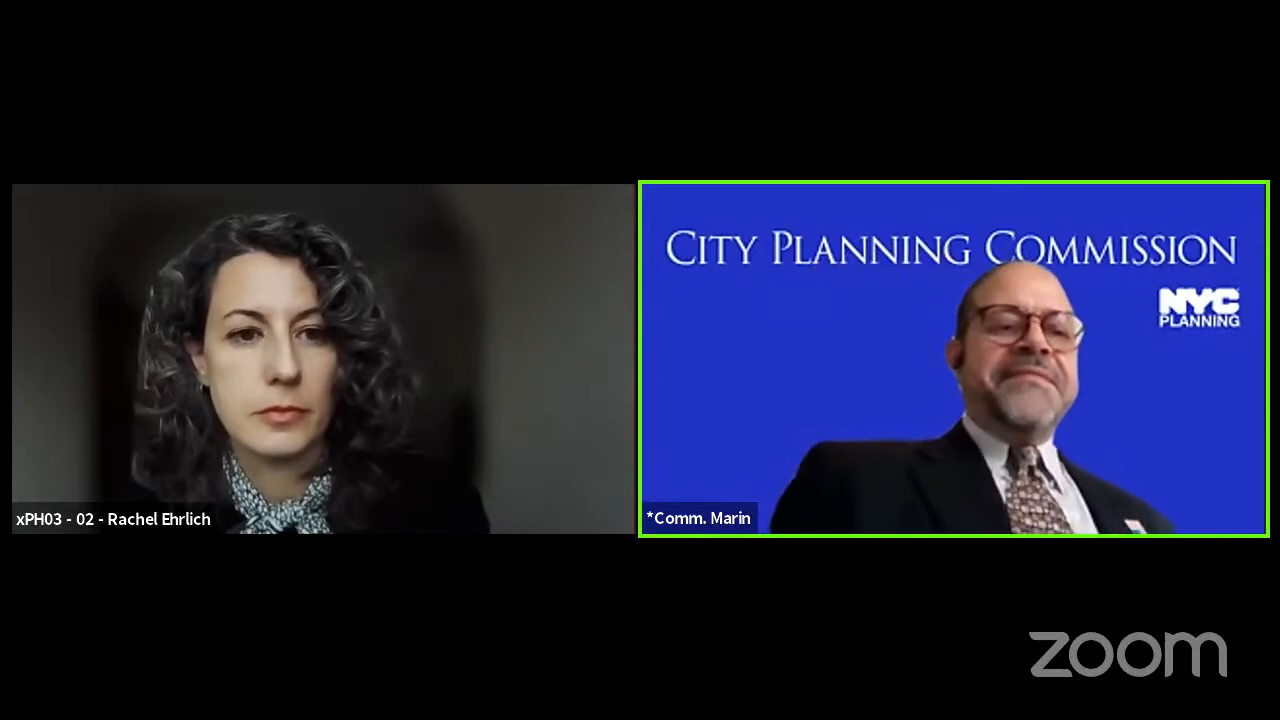 CITY PLANNING COMMISSION
NYC
PLANNING
xPH03 - 02 - Rachel Ehrlich
*Comm. Marin
zoom